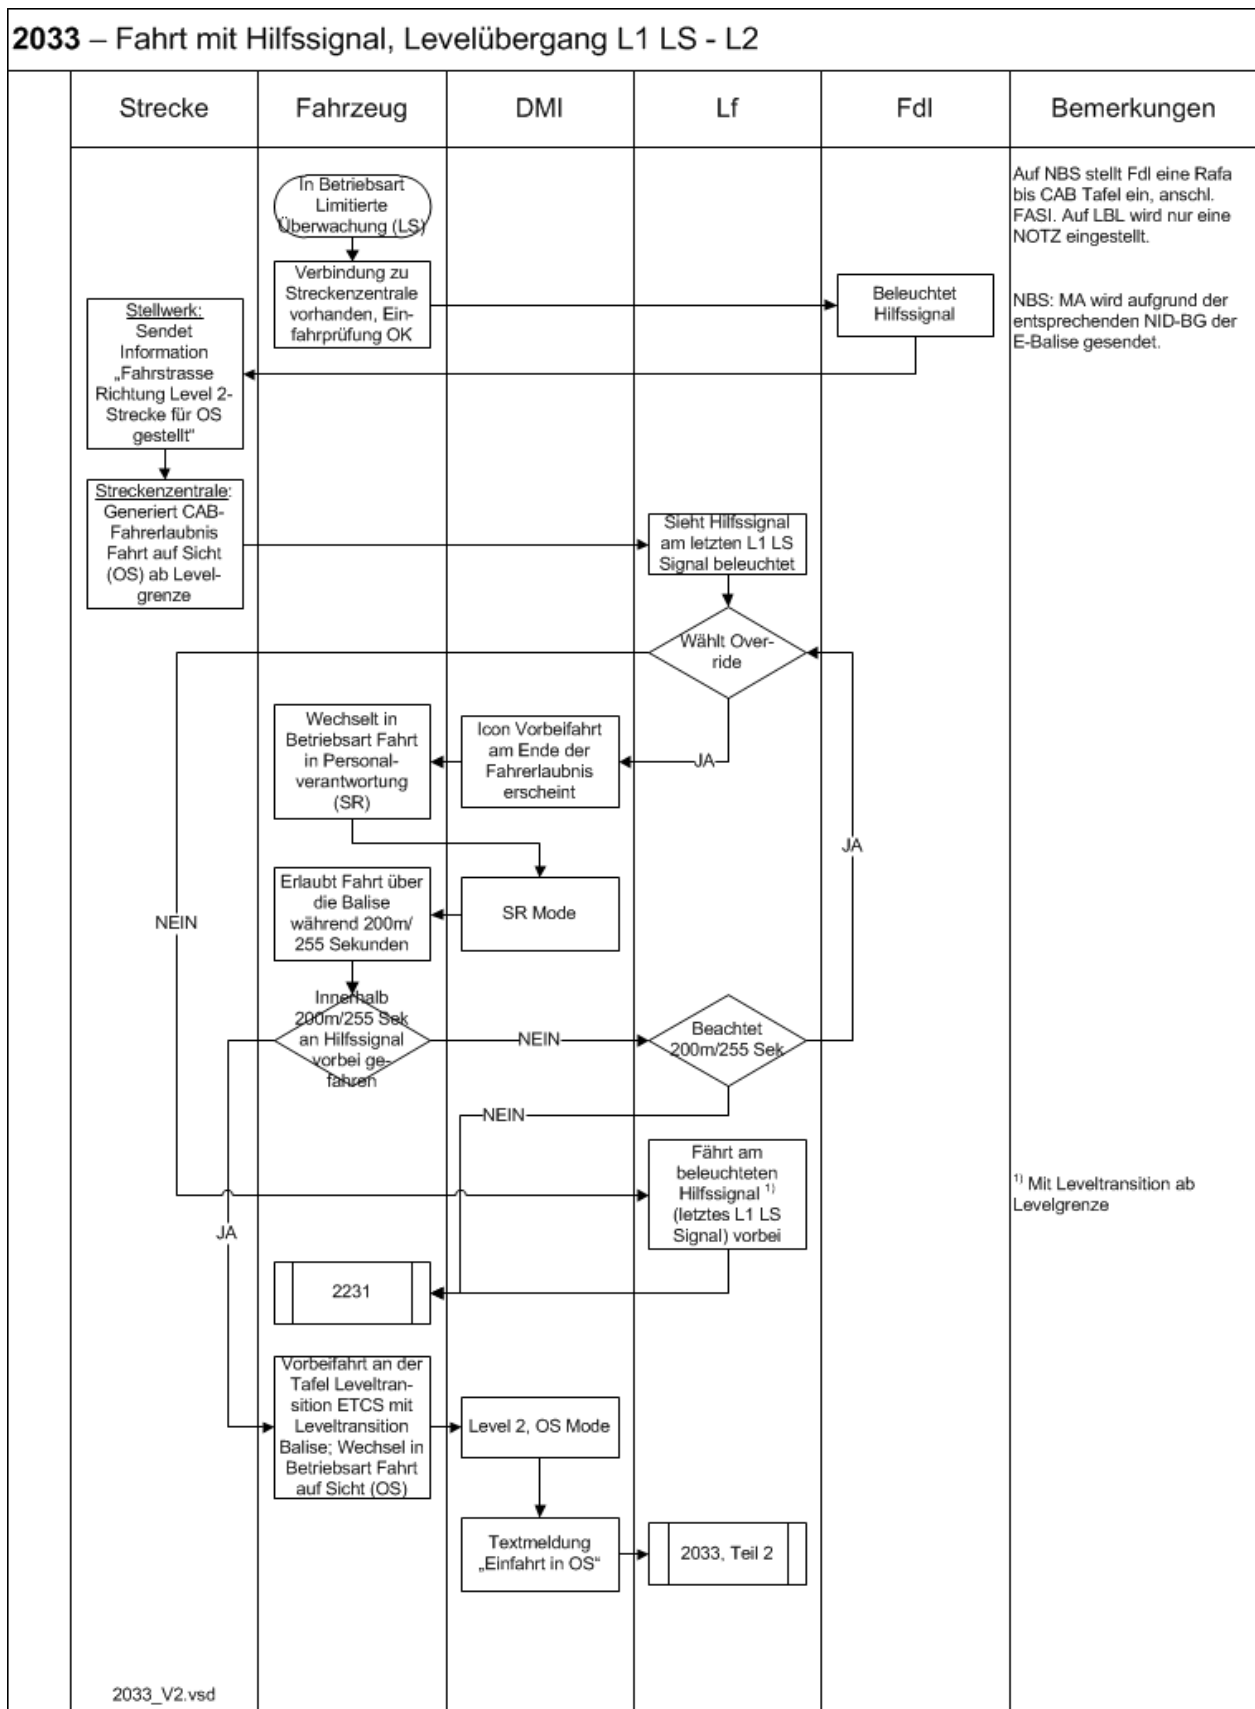 2033 – Fahrt mit Hilfssignal, Levelübergang L1 LS - L2
Strecke
Fahrzeug
DMI
Lf
Fdl
Bemerkungen
In Betriebsart
Limitierte
Überwachung (LS)
Auf NBS stellt Fdl eine Rafa
bis CAB Tafel ein, anschl.
FASI. Auf LBL wird nur eine
NOTZ eingestellt.
Verbindung zu
Streckenzentrale
vorhanden, Ein-
fahrprüfung OK
Beleuchtet
Hilfssignal
NBS: MA wird aufgrund der
entsprechenden NID-BG der
E-Balise gesendet.
Stellwerk:
Sendet
Information
„Fahrstrasse
Richtung Level 2-
Strecke für OS
gestellt“
Streckenzentrale:
Generiert CAB-
Fahrerlaubnis
Fahrt auf Sicht
(OS) ab Level-
grenze
Sieht Hilfssignal
am letzten L1 LS
Signal beleuchtet
Wählt Over-
ride
JA
Icon Vorbeifahrt
am Ende der
Fahrerlaubnis
erscheint
Wechselt in
Betriebsart Fahrt
in Personal-
verantwortung
(SR)
JA
SR Mode
Erlaubt Fahrt über
die Balise
während 200m/
255 Sekunden
NEIN
Innerhalb
200m/255 Sek
an Hilfssignal
vorbei ge-
fahren
NEIN
Beachtet
200m/255 Sek
NEIN
Fährt am
beleuchteten
Hilfssignal 1)
(letztes L1 LS
Signal) vorbei
1) Mit Leveltransition ab
Levelgrenze
JA
2231
Vorbeifahrt an der
Tafel Leveltran-
sition ETCS mit
Leveltransition
Balise; Wechsel in
Betriebsart Fahrt
auf Sicht (OS)
Level 2, OS Mode
Textmeldung
„Einfahrt in OS“
2033, Teil 2
2033_V2.vsd